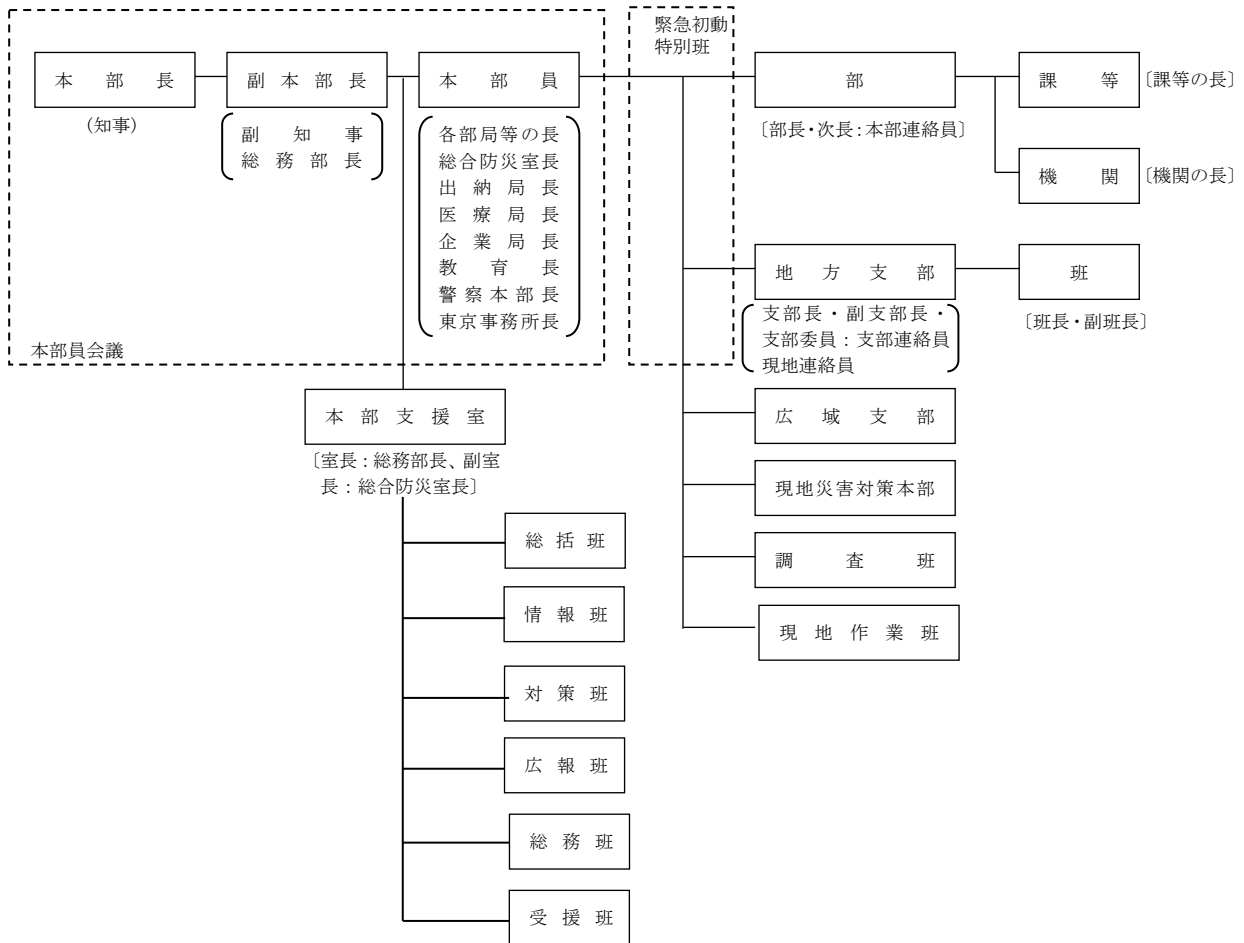 緊急初動
特別班
本部長
副本部長
本部員
部
課等
〔課等の長〕
(知事)
副知事
総務部長
各部局等の長
総合防災室長
出納局長
医療局長
企業局長
教育長
警察本部長
東京事務所長
〔部長・次長:本部連絡員〕
機関
〔機関の長〕
地方支部
班
支部長・副支部長・
支部委員:支部連絡員
現地連絡員
〔班長・副班長〕
本部員会議
本部支援室
〔室長:総務部長、副室
長:総合防災室長〕
広域支部
現地災害対策本部
調査班
現地作業班
総括班
情報班
対策班
広報班
総務班
受援班